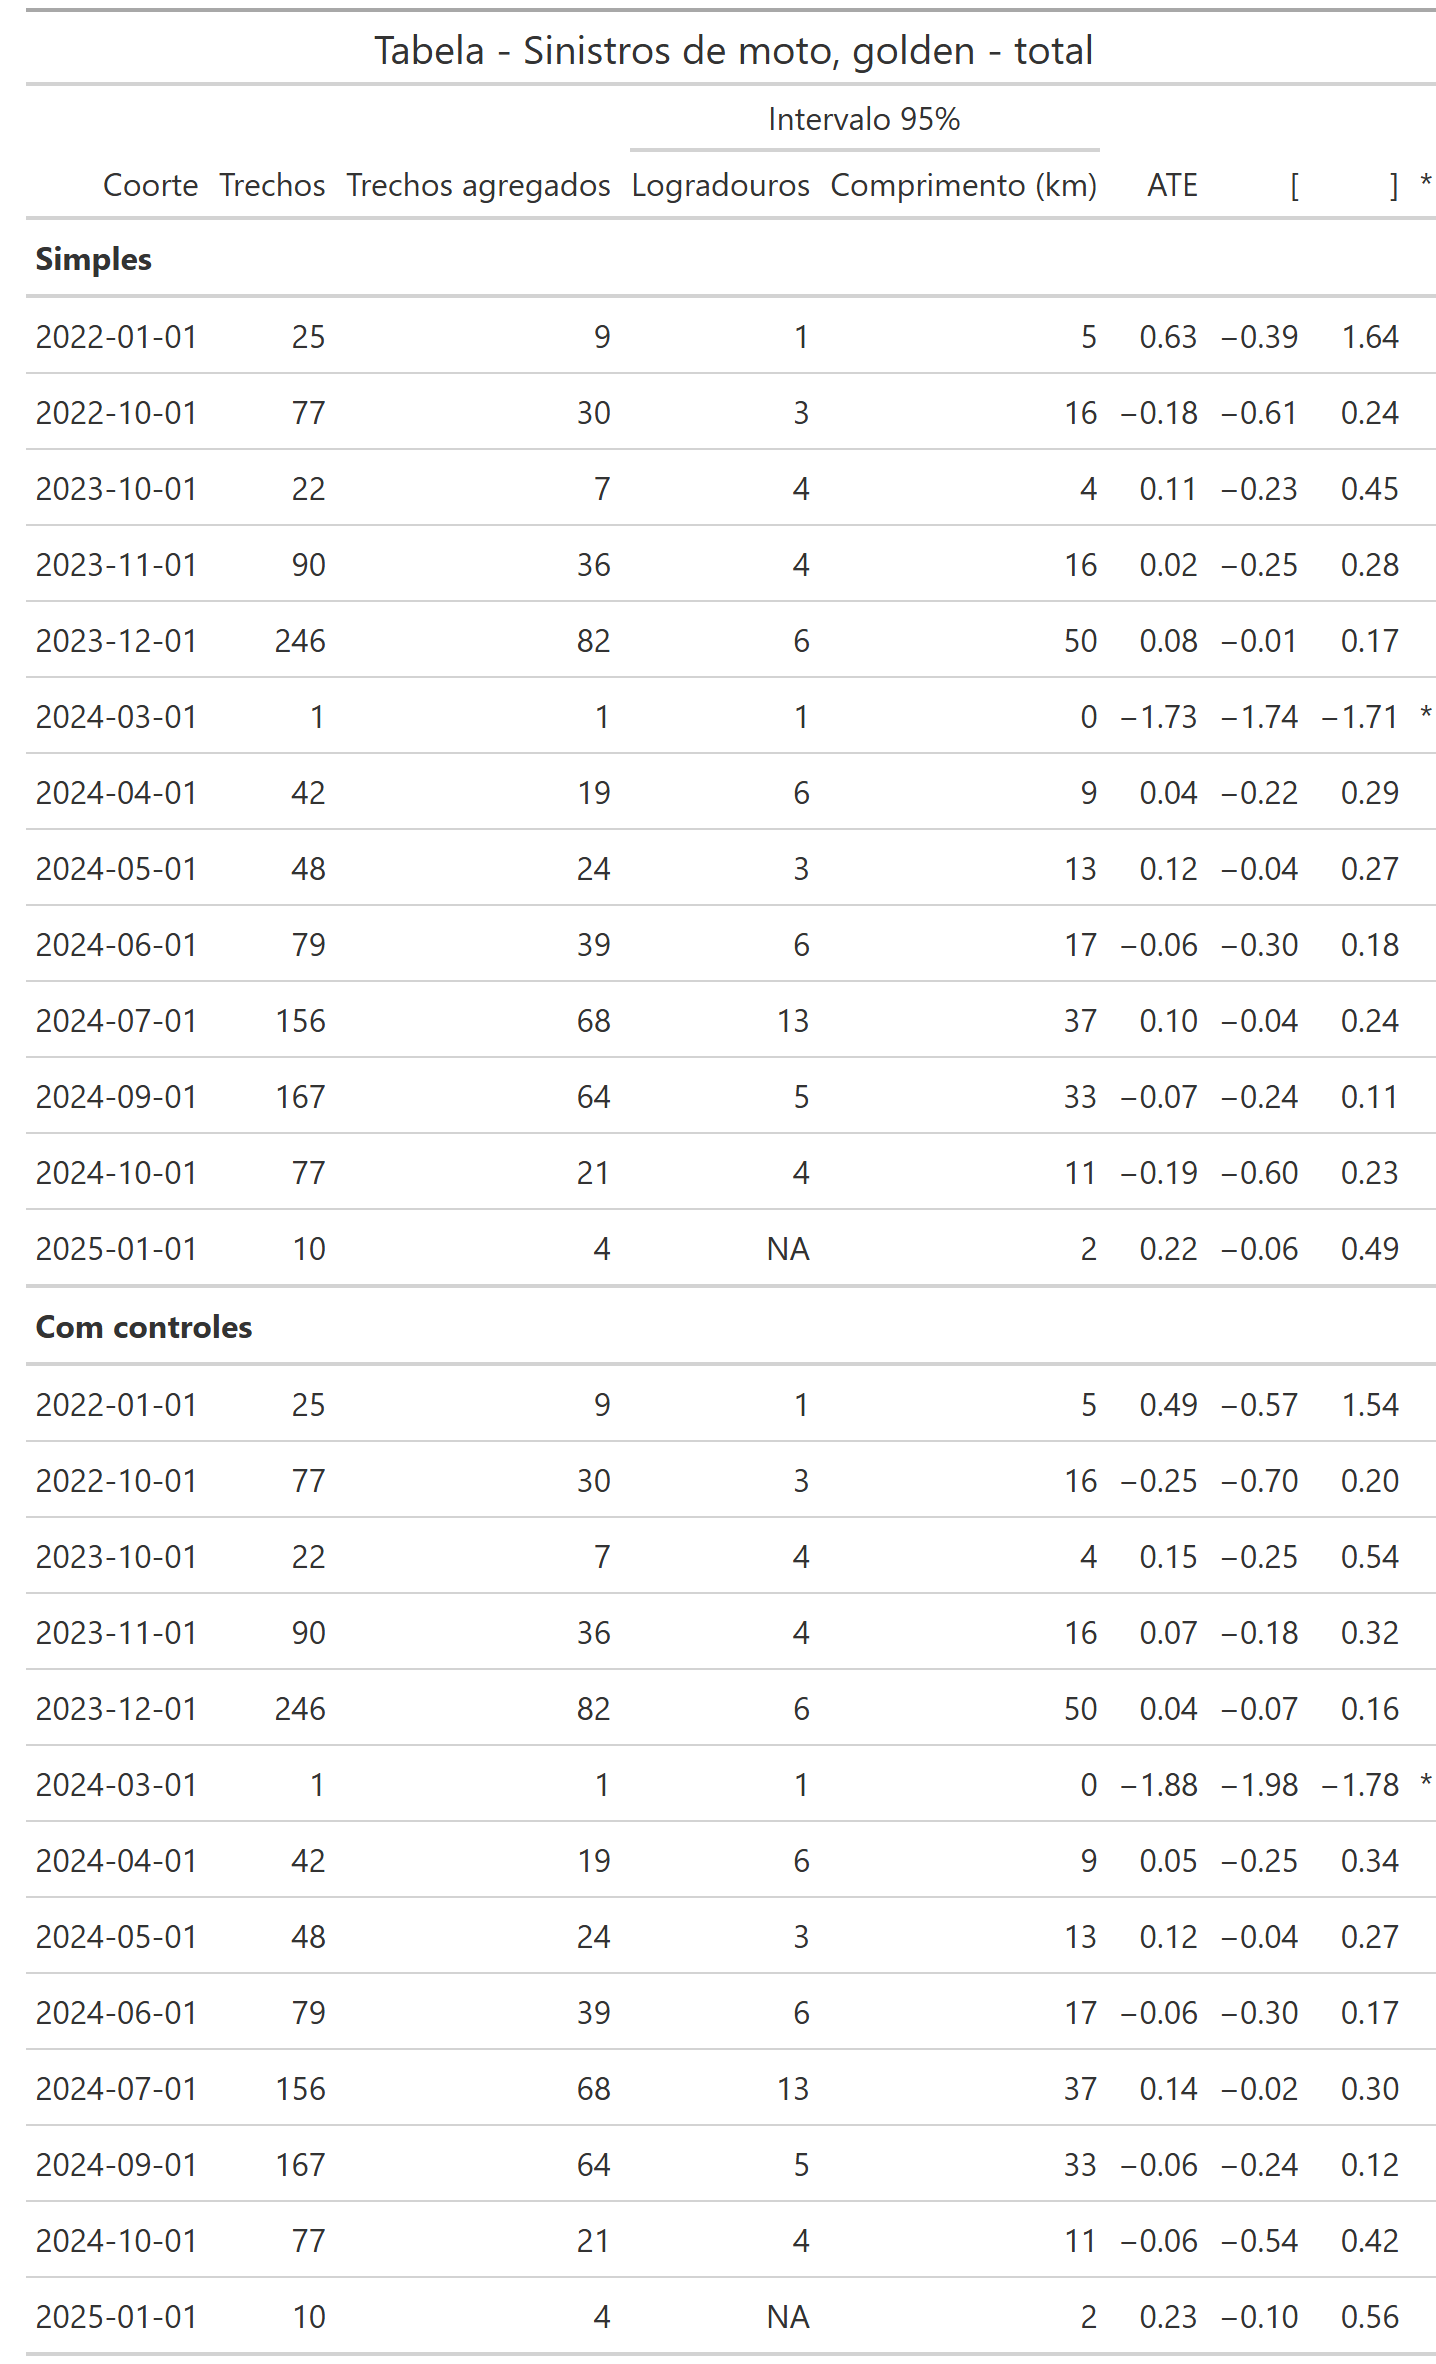 Tabela - Sinistros de moto, golden - total
Intervalo 95%
Coorte Trechos Trechos agregados Logradouros Comprimento (km) ATE [ ] *
Simples
2022-01-01 25 9 1 5 0.63 −0.39 1.64
2022-10-01 77 30 3 16 −0.18 −0.61 0.24
2023-10-01 22 7 4 4 0.11 −0.23 0.45
2023-11-01 90 36 4 16 0.02 −0.25 0.28
2023-12-01 246 82 6 50 0.08 −0.01 0.17
2024-03-01 1 1 1 0 −1.73 −1.74 −1.71 *
2024-04-01 42 19 6 9 0.04 −0.22 0.29
2024-05-01 48 24 3 13 0.12 −0.04 0.27
2024-06-01 79 39 6 17 −0.06 −0.30 0.18
2024-07-01 156 68 13 37 0.10 −0.04 0.24
2024-09-01 167 64 5 33 −0.07 −0.24 0.11
2024-10-01 77 21 4 11 −0.19 −0.60 0.23
2025-01-01 10 4 NA 2 0.22 −0.06 0.49
Com controles
2022-01-01 25 9 1 5 0.49 −0.57 1.54
2022-10-01 77 30 3 16 −0.25 −0.70 0.20
2023-10-01 22 7 4 4 0.15 −0.25 0.54
2023-11-01 90 36 4 16 0.07 −0.18 0.32
2023-12-01 246 82 6 50 0.04 −0.07 0.16
2024-03-01 1 1 1 0 −1.88 −1.98 −1.78 *
2024-04-01 42 19 6 9 0.05 −0.25 0.34
2024-05-01 48 24 3 13 0.12 −0.04 0.27
2024-06-01 79 39 6 17 −0.06 −0.30 0.17
2024-07-01 156 68 13 37 0.14 −0.02 0.30
2024-09-01 167 64 5 33 −0.06 −0.24 0.12
2024-10-01 77 21 4 11 −0.06 −0.54 0.42
2025-01-01 10 4 NA 2 0.23 −0.10 0.56